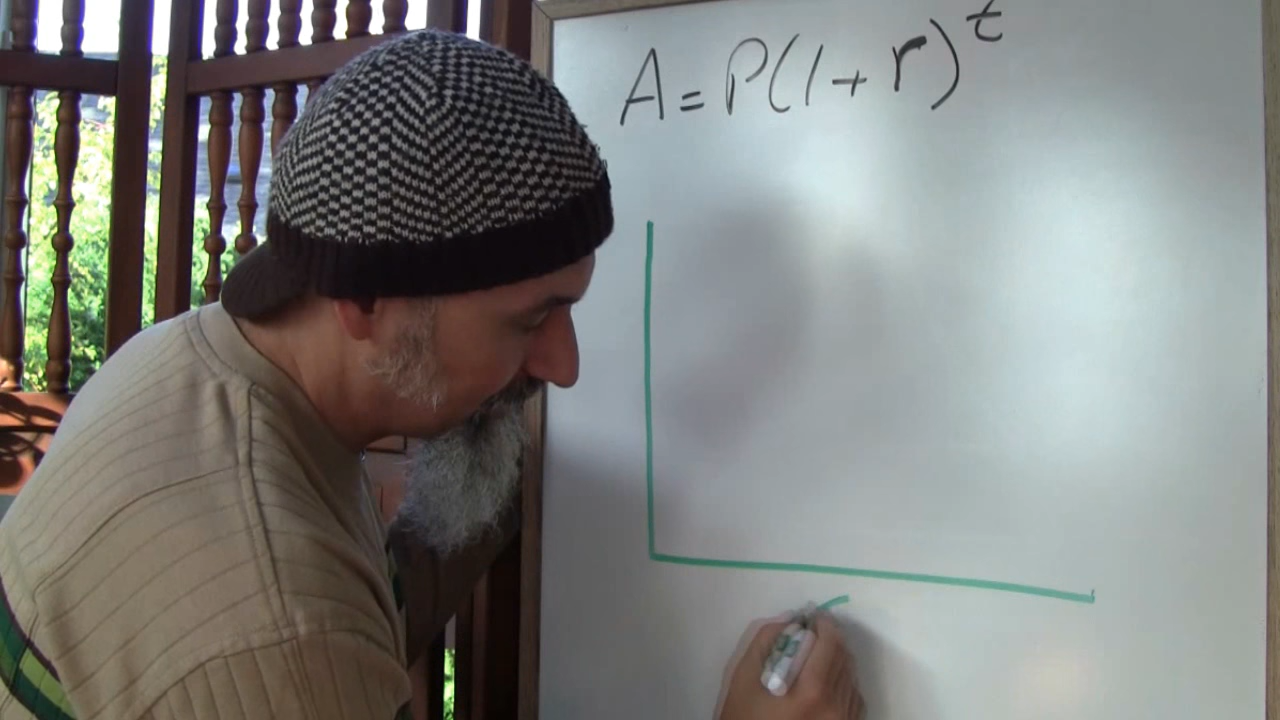 A = P(1 + r)^t